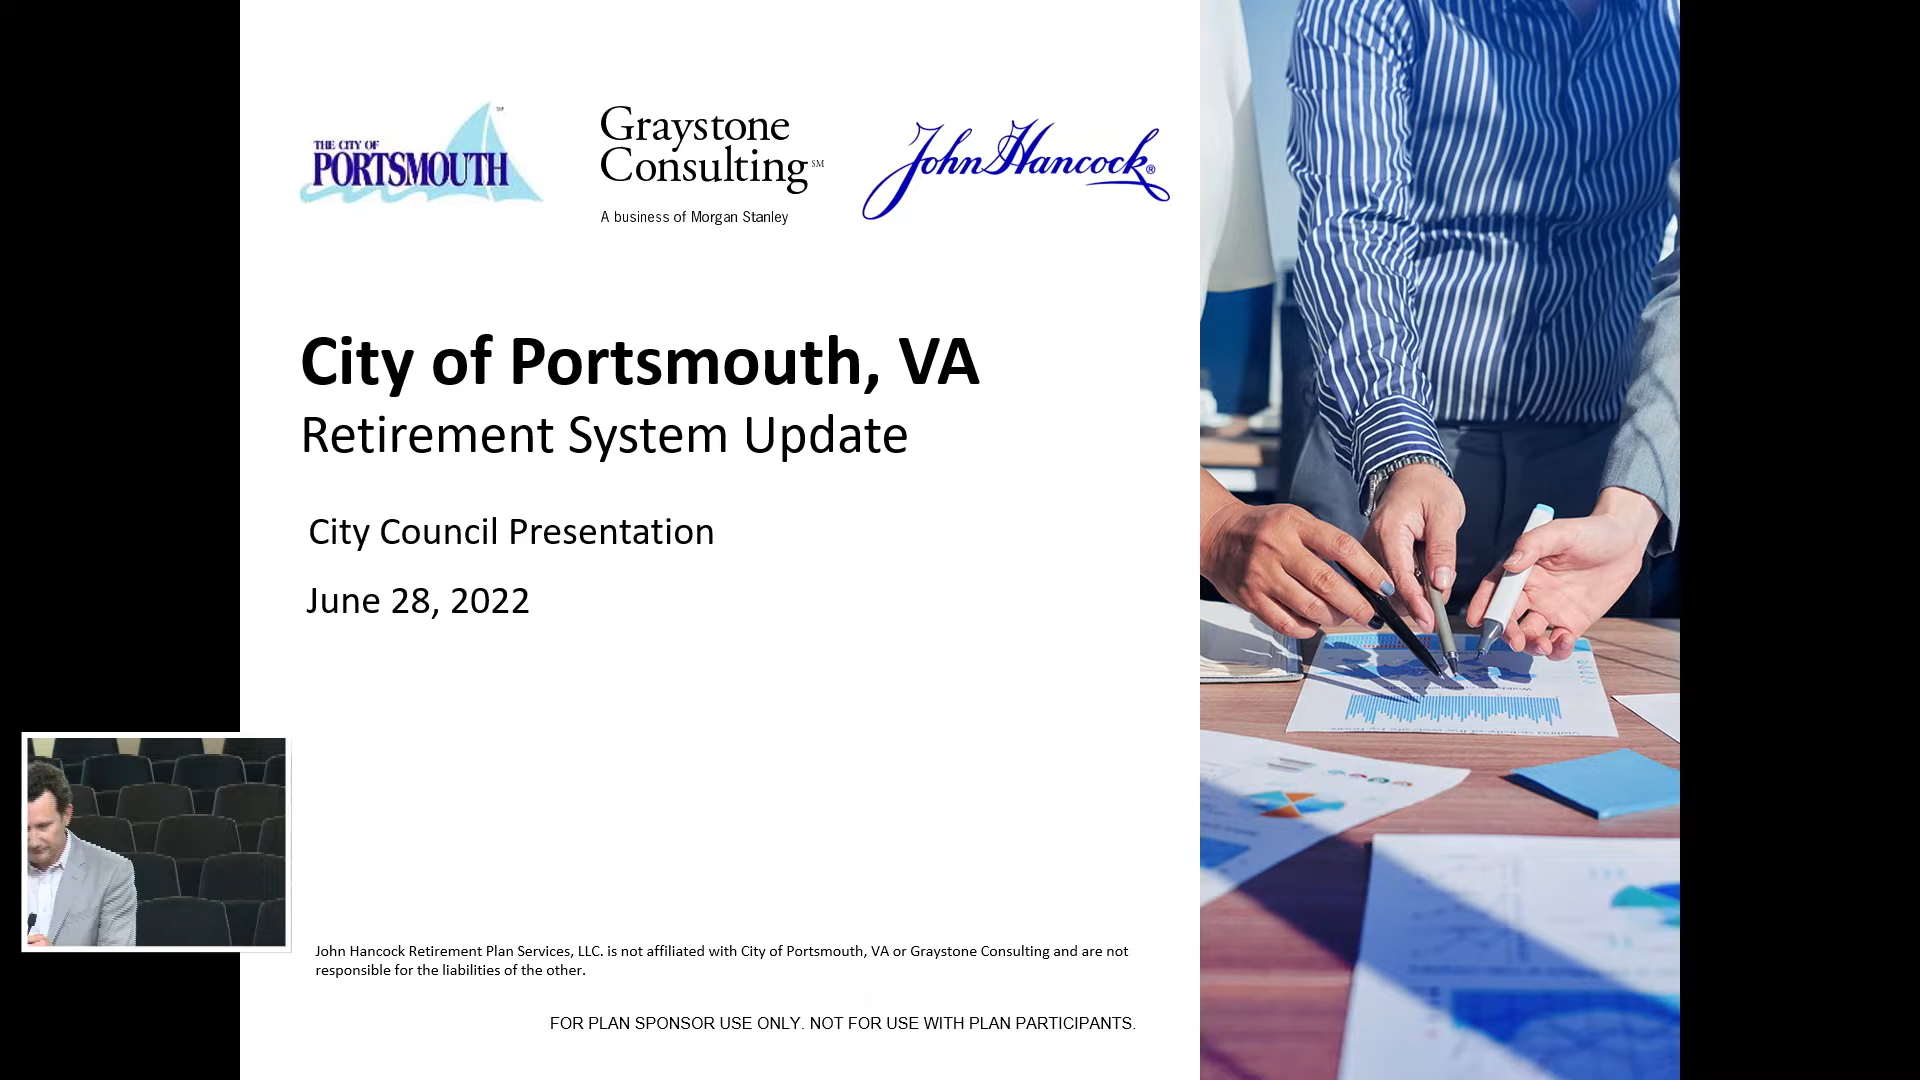 THE CITY OF
PORTSMOUTH
SM
Graystone
Consulting SM
A business of Morgan Stanley
John Hancock®
City of Portsmouth, VA
Retirement System Update
City Council Presentation
June 28, 2022
John Hancock Retirement Plan Services, LLC. is not affiliated with City of Portsmouth, VA or Graystone Consulting and are not
responsible for the liabilities of the other.
FOR PLAN SPONSOR USE ONLY. NOT FOR USE WITH PLAN PARTICIPANTS.